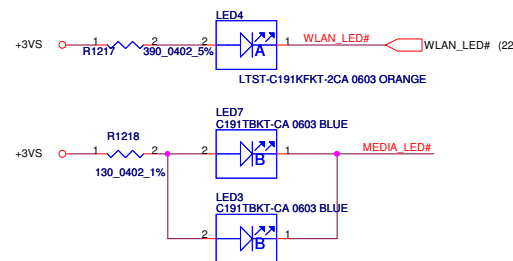 LED4
+3VS
1
2
2
A
1
WLAN_LED#
WLAN_LED# (22
R1217
390_0402_5%
LTST-C191KFKT-2CA 0603 ORANGE
LED7
C191TBKT-CA 0603 BLUE
R1218
+3VS
1
2
2
B
1
MEDIA_LED#
130_0402_1%
LED3
C191TBKT-CA 0603 BLUE
2
B
1